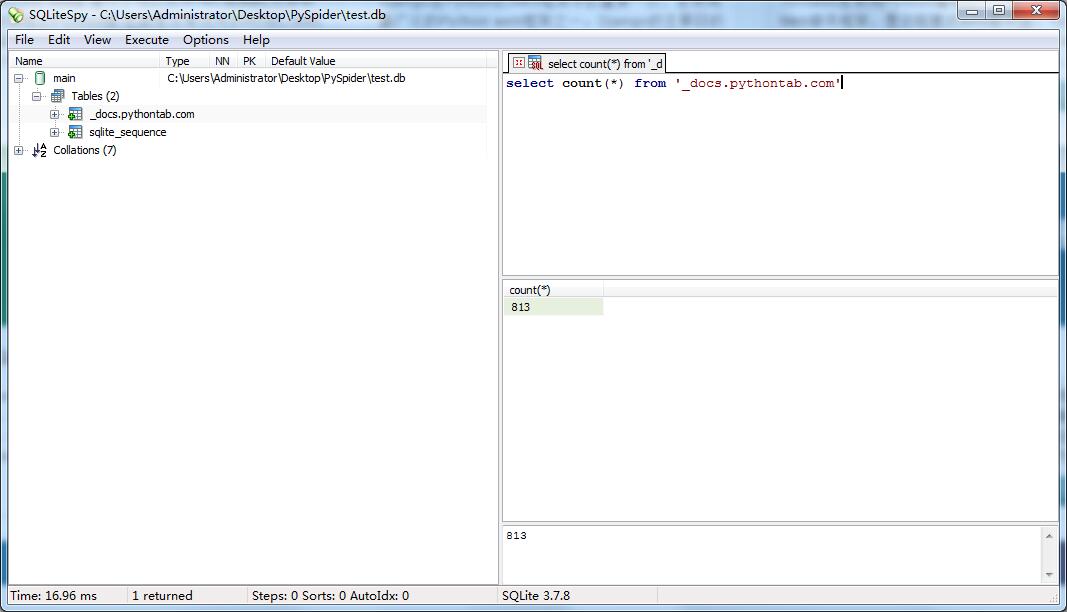 SQLiteSpy - C:\Users\Administrator\Desktop\PySpider\test.db
File Edit View Execute Options Help
Name Type NN PK Default Value
main C:\Users\Administrator\Desktop\PySpider\test.db
Tables (2)
_docs.pythontab.com
sqlite_sequence
Collations (7)
select count(*) from '_d
select count(*) from '_docs.pythontab.com'
count(*)
813
813
Time: 16.96 ms 1 returned Steps: 0 Sorts: 0 AutoIdx: 0 SQLite 3.7.8